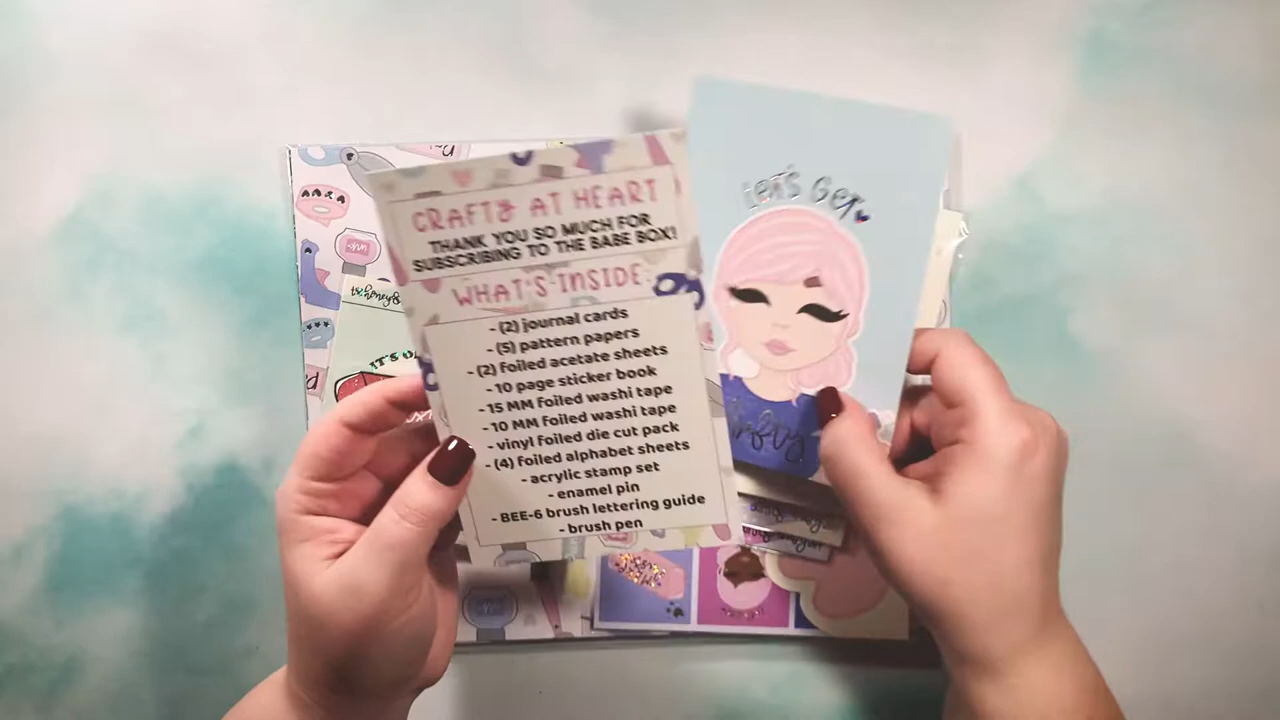 CRAFTY AT HEART
THANK YOU SO MUCH FOR
SUBSCRIBING TO THE BABE BOX!
WHAT'S INSIDE:
- (2) journal cards
- (5) pattern papers
- (2) foiled acetate sheets
- 10 page sticker book
- 15 MM foiled washi tape
- 10 MM foiled washi tape
- vinyl foiled die cut pack
- (4) foiled alphabet sheets
- acrylic stamp set
- enamel pin
- BEE-6 brush lettering guide
- brush pen
LET'S GET
IT'S